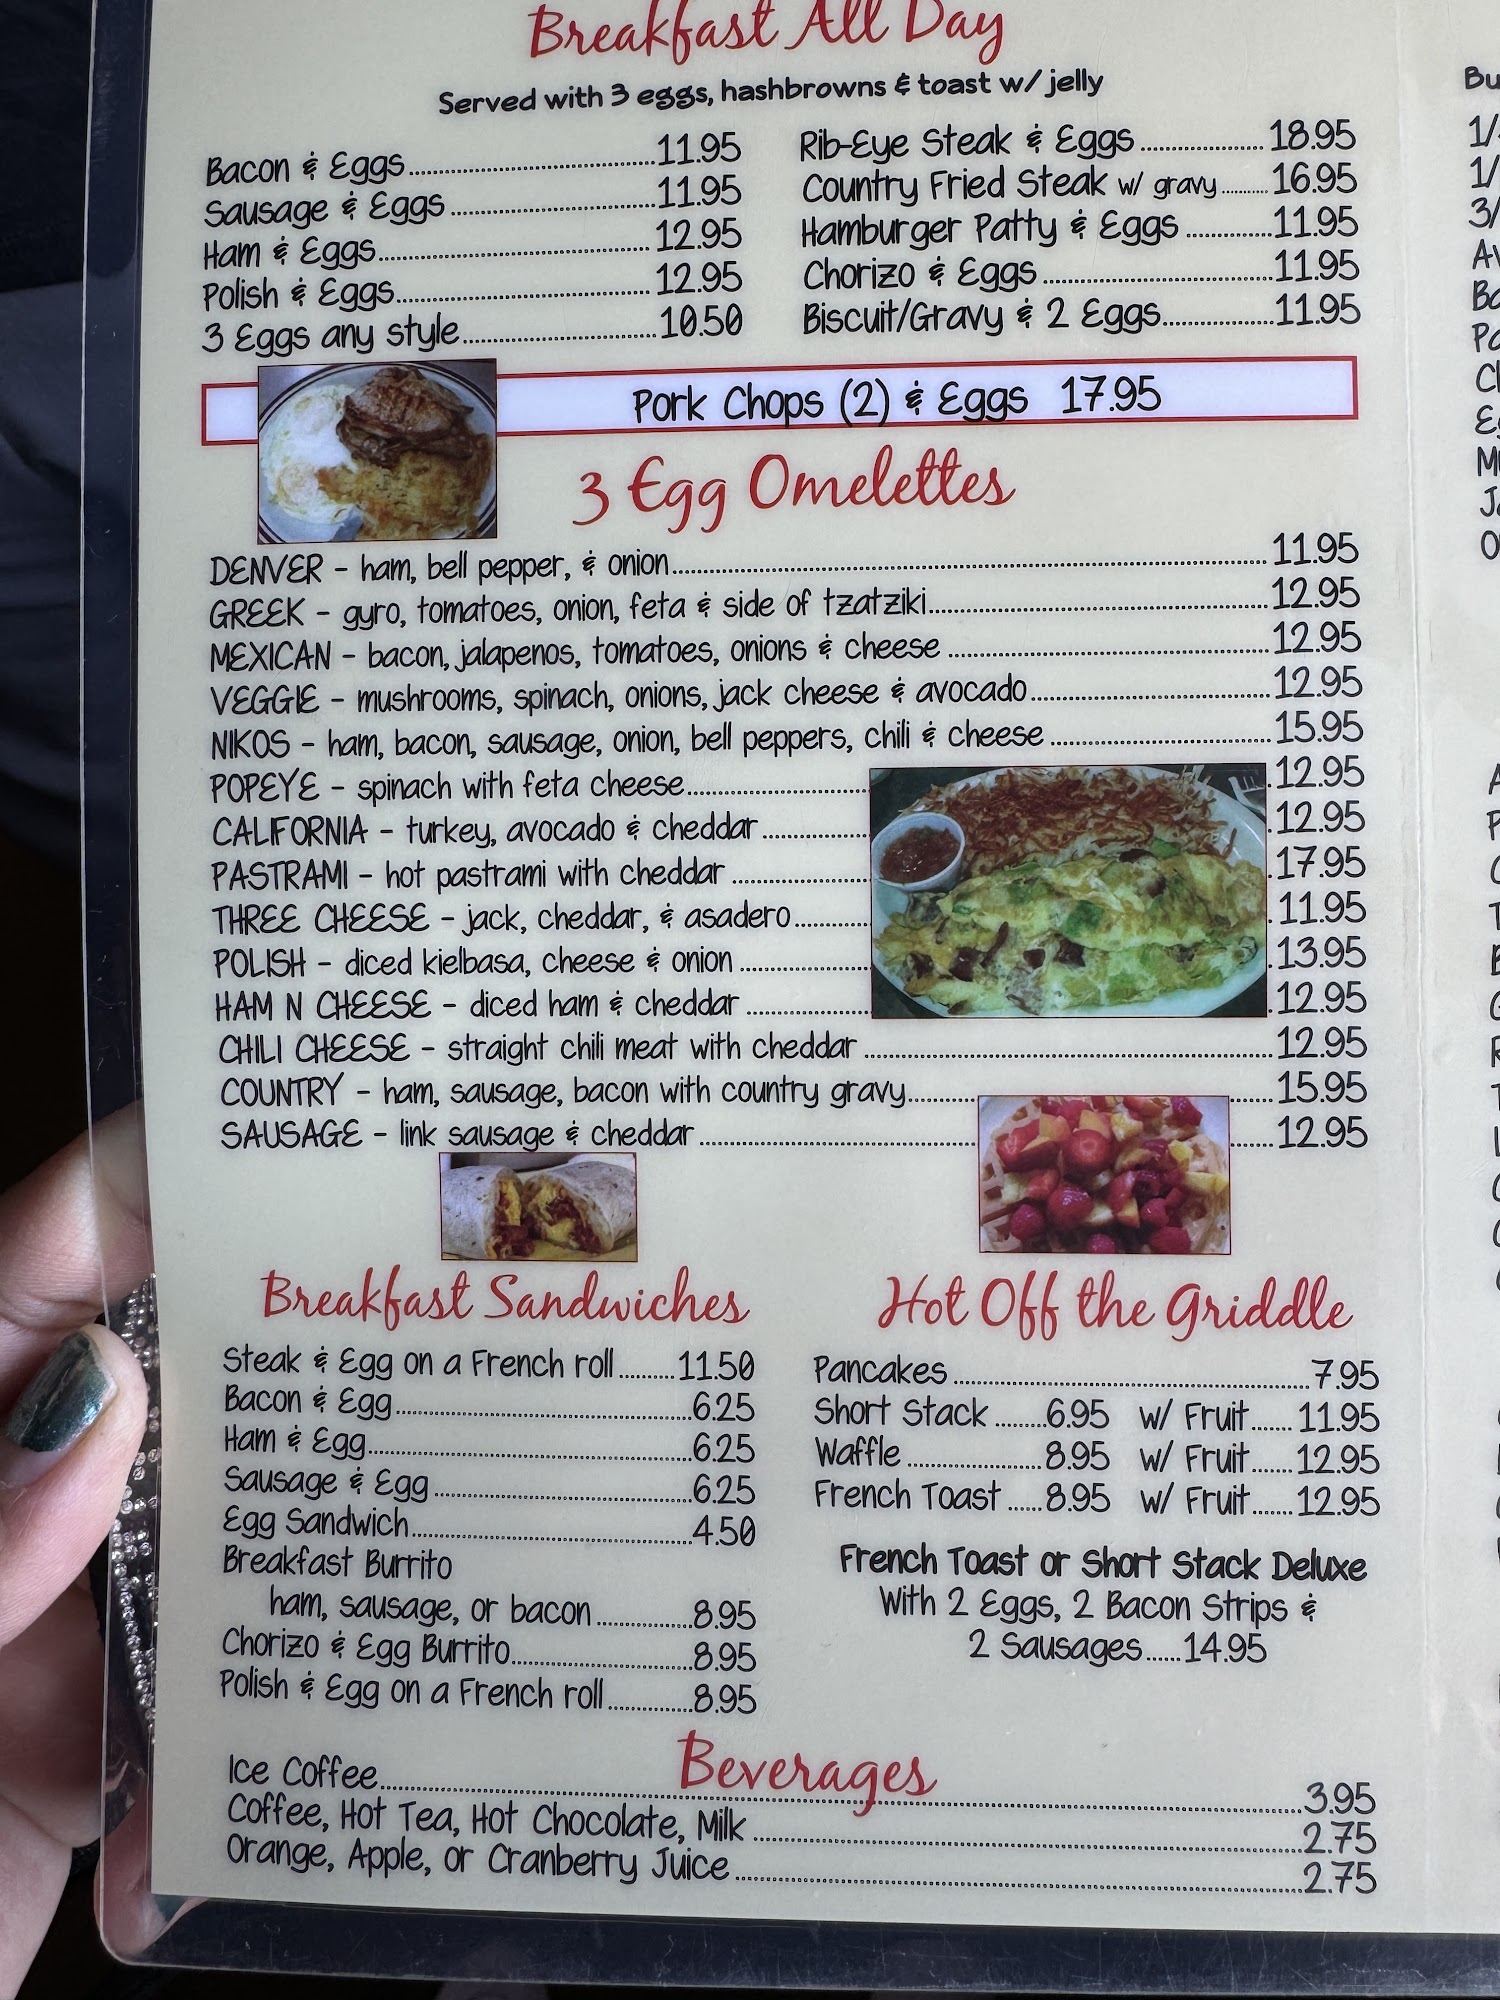 Breakfast All Day
Served with 3 eggs, hashbrowns & toast w/ jelly
Bacon & Eggs 11.95
Sausage & Eggs 11.95
Ham & Eggs 12.95
Polish & Eggs 12.95
3 Eggs any style 10.50
Rib-Eye Steak & Eggs 18.95
Country Fried Steak w/ gravy 16.95
Hamburger Patty & Eggs 11.95
Chorizo & Eggs 11.95
Biscuit/Gravy & 2 Eggs 11.95
Pork Chops (2) & Eggs 17.95
3 Egg Omelettes
DENVER - ham, bell pepper, & onion 11.95
GREEK - gyro, tomatoes, onion, feta & side of tzatziki 12.95
MEXICAN - bacon, jalapenos, tomatoes, onions & cheese 12.95
VEGGIE - mushrooms, spinach, onions, jack cheese & avocado 12.95
NIKOS - ham, bacon, sausage, onion, bell peppers, chili & cheese 15.95
POPEYE - spinach with feta cheese 12.95
CALIFORNIA - turkey, avocado & cheddar 12.95
PASTRAMI - hot pastrami with cheddar 17.95
THREE CHEESE - jack, cheddar, & asadero 11.95
POLISH - diced kielbasa, cheese & onion 13.95
HAM N CHEESE - diced ham & cheddar 12.95
CHILI CHEESE - straight chili meat with cheddar 12.95
COUNTRY - ham, sausage, bacon with country gravy 15.95
SAUSAGE - link sausage & cheddar 12.95
Breakfast Sandwiches
Steak & Egg on a French roll 11.50
Bacon & Egg 6.25
Ham & Egg 6.25
Sausage & Egg 6.25
Egg Sandwich 4.50
Breakfast Burrito
ham, sausage, or bacon 8.95
Chorizo & Egg Burrito 8.95
Polish & Egg on a French roll 8.95
Hot Off the Griddle
Pancakes 7.95
Short Stack 6.95 w/ Fruit 11.95
Waffle 8.95 w/ Fruit 12.95
French Toast 8.95 w/ Fruit 12.95
French Toast or Short Stack Deluxe
With 2 Eggs, 2 Bacon Strips &
2 Sausages 14.95
Beverages
Ice Coffee 3.95
Coffee, Hot Tea, Hot Chocolate, Milk 2.75
Orange, Apple, or Cranberry Juice 2.75